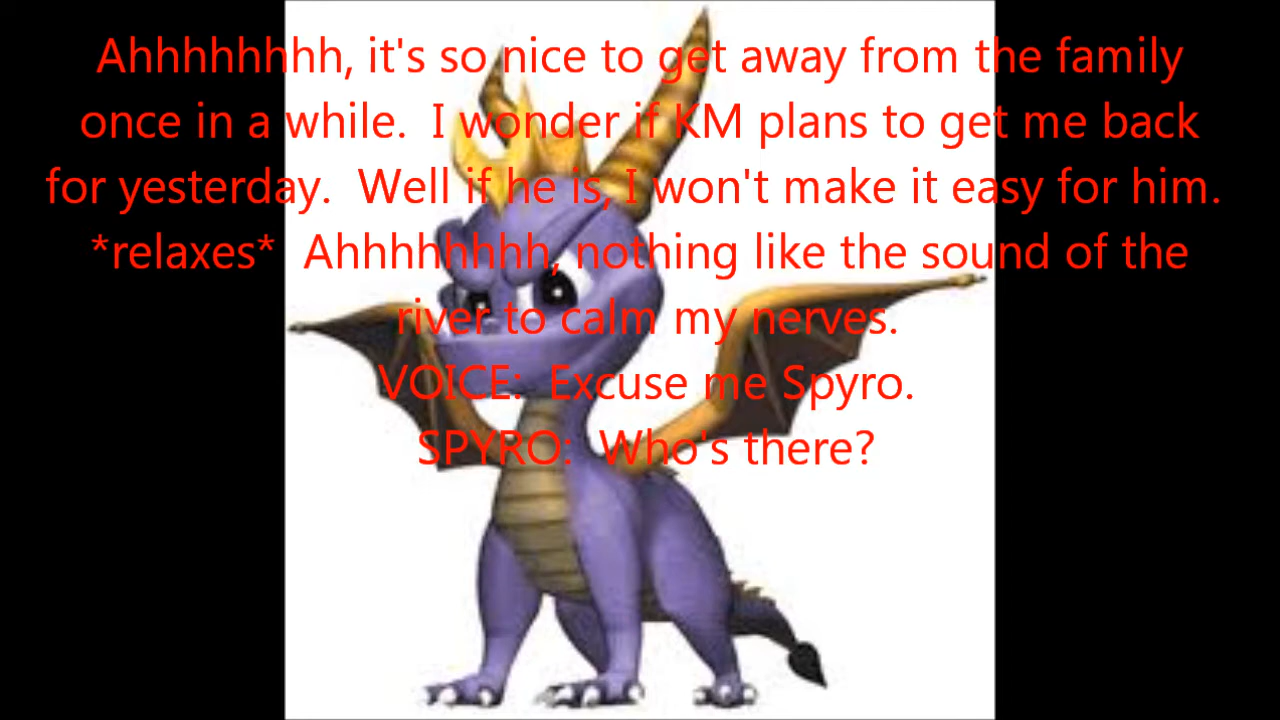 Ahhhhhhhh, it's so nice to get away from the family
once in a while.  I wonder if KM plans to get me back
for yesterday.  Well if he is, I won't make it easy for him.
*relaxes*  Ahhhhhhhh, nothing like the sound of the
river to calm my nerves.
VOICE:  Excuse me Spyro.
SPYRO:  Who's there?